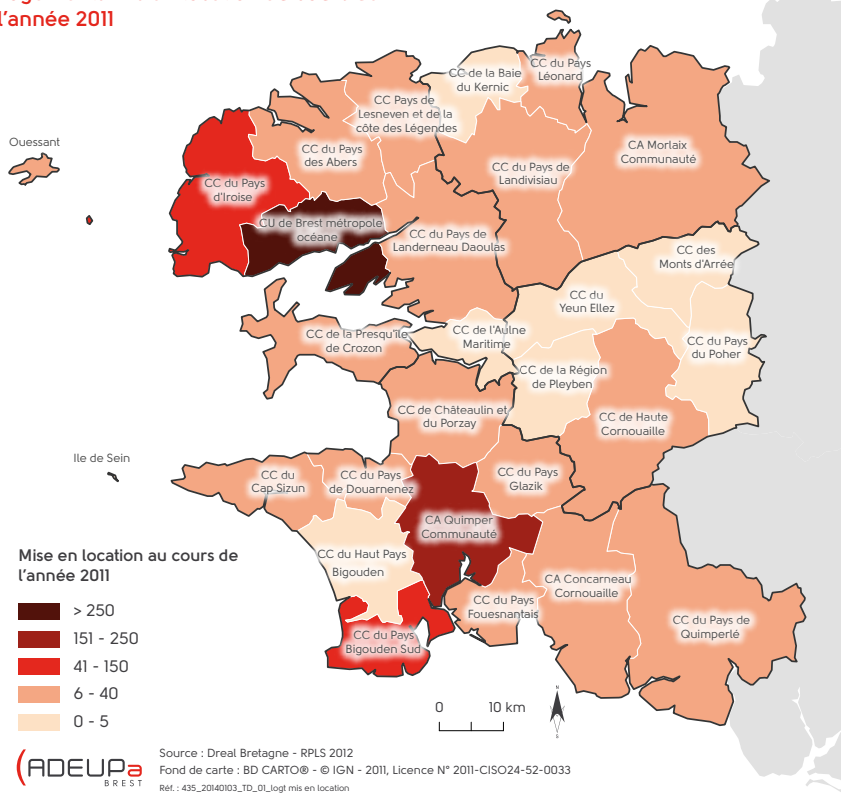 l'année 2011
CC du Pays
Léonard
CC de la Baie
du Kernic
CC Pays de
Lesneven et de la
côte des Légendes
Ouessant
CA Morlaix
Communauté
CC du Pays
des Abers
CC du Pays de
Landivisiau
CC du Pays
d'Iroise
CU de Brest métropole
océane
CC du Pays de
Landerneau Daoulas
CC des
Monts d'Arrée
CC du
Yeun Ellez
CC de la Presqu'île
de Crozon
CC de l'Aulne
Maritime
CC du Pays
du Poher
CC de la Région
de Pleyben
CC de Châteaulin et
du Porzay
CC de Haute
Cornouaille
Ile de Sein
CC du
Cap Sizun
CC du Pays
de Douarnenez
CC du Pays
Glazik
CA Quimper
Communauté
CC du Haut Pays
Bigouden
CA Concarneau
Cornouaille
CC du Pays
Fouesnantais
CC du Pays de
Quimperlé
CC du Pays
Bigouden Sud
Mise en location au cours de
l'année 2011
> 250
151 - 250
41 - 150
6 - 40
0 - 5
0 10 km
N
S
ADEUPa
BREST
Source : Dreal Bretagne - RPLS 2012
Fond de carte : BD CARTO® - © IGN - 2011, Licence N° 2011-CISO24-52-0033
Réf. : 435_20140103_TD_01_logt mis en location